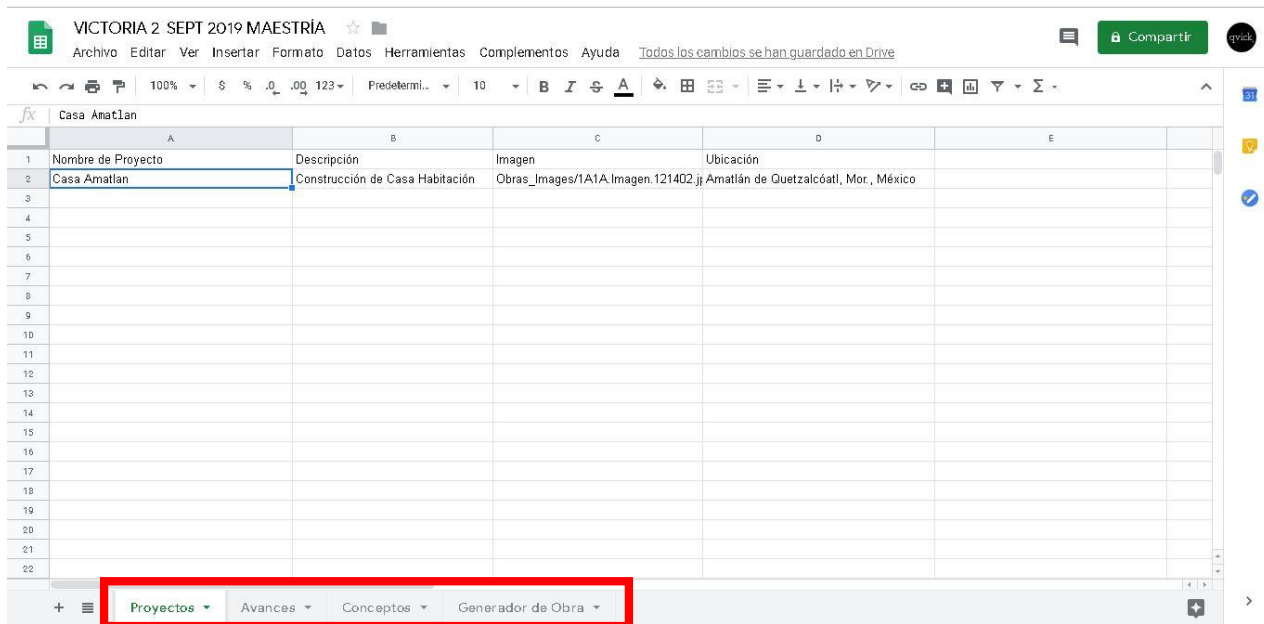 VICTORIA 2 SEPT 2019 MAESTRÍA
Compartir
qvick
Archivo Editar Ver Insertar Formato Datos Herramientas Complementos Ayuda Todos los cambios se han guardado en Drive
100% $ % .0 .00 123 Predetermi... 10 B I S A Σ
31
fx Casa Amatlan
A B C D E
1 Nombre de Proyecto Descripción Imagen Ubicación
2 Casa Amatlan Construcción de Casa Habitación Obras_Images/1A1A.Imagen.121402.jp Amatlán de Quetzalcóatl, Mor., México
3
4
5
6
7
8
9
10
11
12
13
14
15
16
17
18
19
20
21
22
+ Proyectos Avances Conceptos Generador de Obra